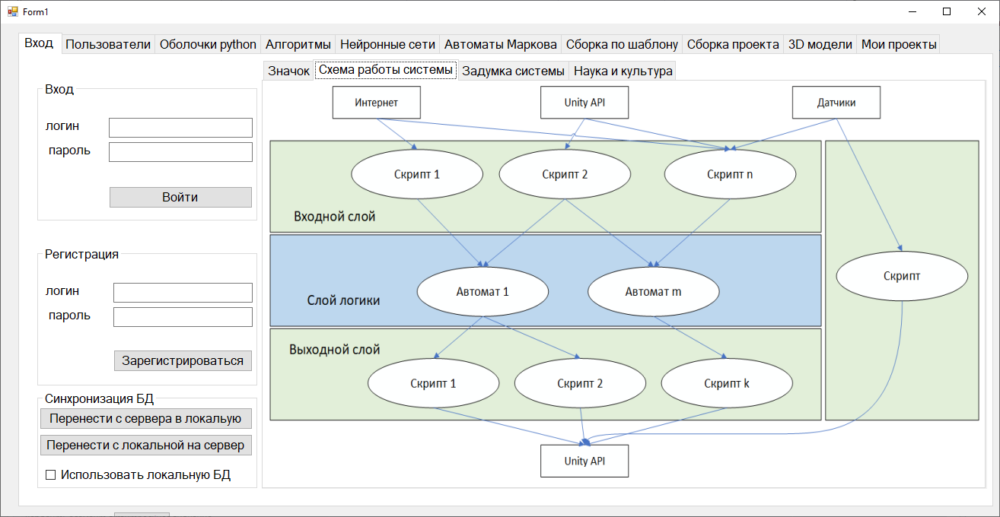 Form1
Вход
Пользователи
Оболочки python
Алгоритмы
Нейронные сети
Автоматы Маркова
Сборка по шаблону
Сборка проекта
3D модели
Мои проекты
Вход
логин
пароль
Войти
Регистрация
логин
пароль
Зарегистрироваться
Синхронизация БД
Перенести с сервера в локалую
Перенести с локальной на сервер
Использовать локальную БД
Значок
Схема работы системы
Задумка системы
Наука и культура
Интернет
Unity API
Датчики
Скрипт 1
Скрипт 2
Скрипт n
Входной слой
Скрипт
Автомат 1
Автомат m
Слой логики
Выходной слой
Скрипт 1
Скрипт 2
Скрипт k
Unity API